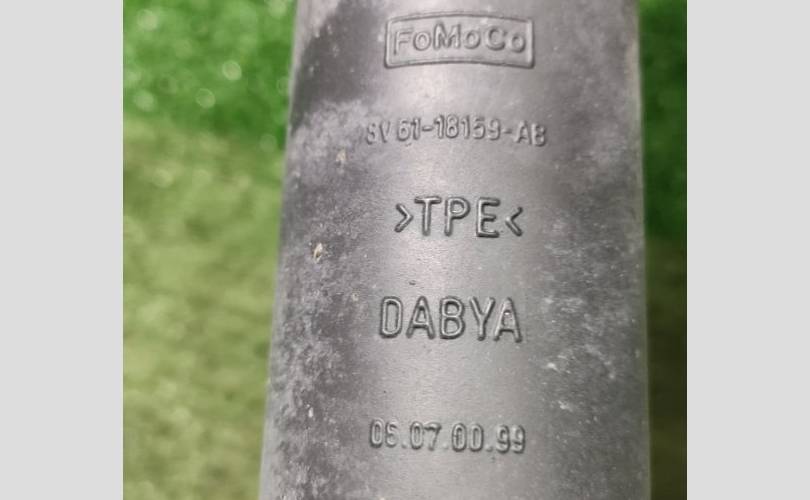 FoMoCo
8V61-18159-AB
>TPE<
DABYA
05.07.00.99